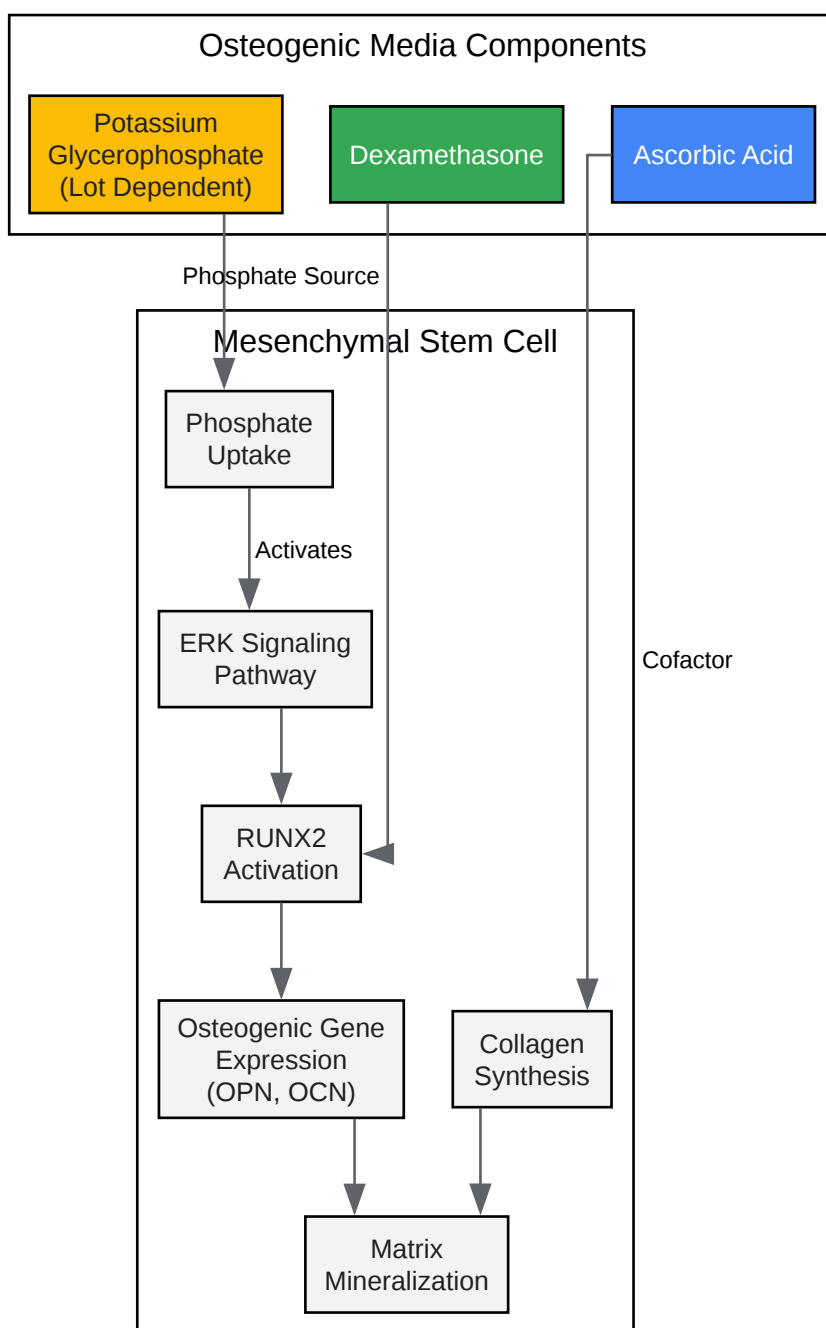 Osteogenic Media Components
Potassium
Glycerophosphate
(Lot Dependent)
Dexamethasone
Ascorbic Acid
Phosphate Source
Mesenchymal Stem Cell
Phosphate
Uptake
Activates
ERK Signaling
Pathway
Cofactor
RUNX2
Activation
Osteogenic Gene
Expression
(OPN, OCN)
Collagen
Synthesis
Matrix
Mineralization